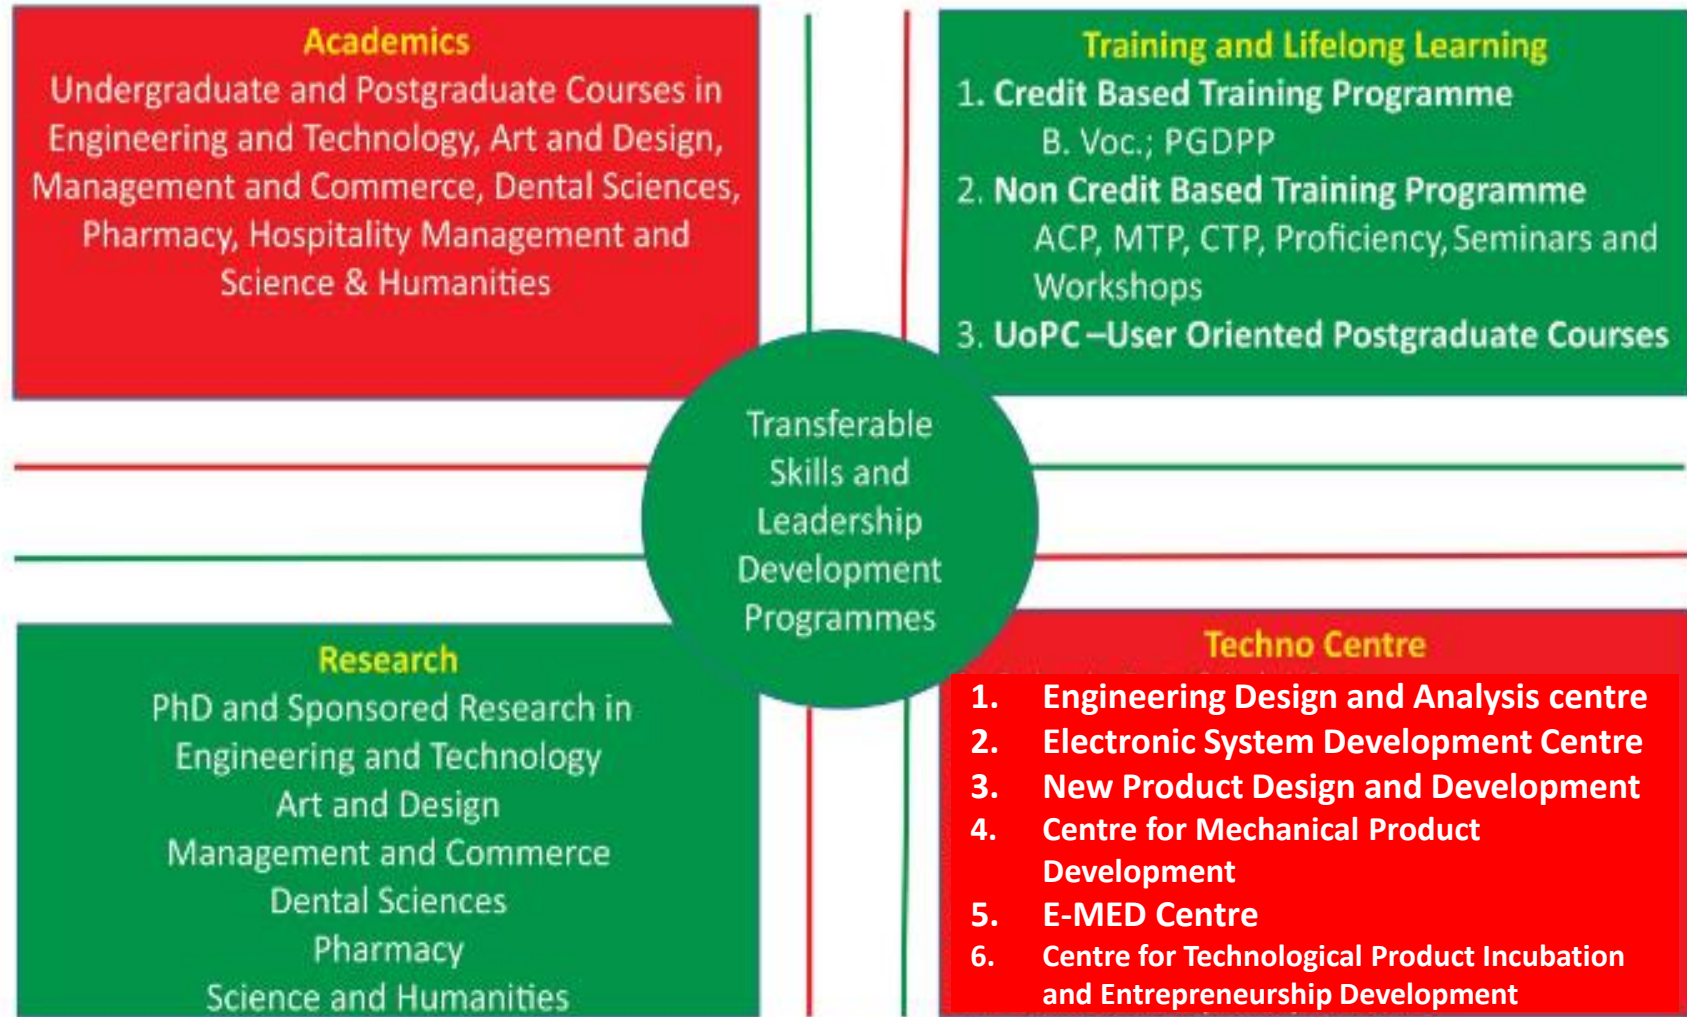 Academics
Undergraduate and Postgraduate Courses in
Engineering and Technology, Art and Design,
Management and Commerce, Dental Sciences,
Pharmacy, Hospitality Management and
Science & Humanities
Training and Lifelong Learning
1. Credit Based Training Programme
B. Voc.; PGDPP
2. Non Credit Based Training Programme
ACP, MTP, CTP, Proficiency, Seminars and
Workshops
3. UoPC –User Oriented Postgraduate Courses
Transferable
Skills and
Leadership
Development
Programmes
Research
PhD and Sponsored Research in
Engineering and Technology
Art and Design
Management and Commerce
Dental Sciences
Pharmacy
Science and Humanities
Techno Centre
1. Engineering Design and Analysis centre
2. Electronic System Development Centre
3. New Product Design and Development
4. Centre for Mechanical Product
Development
5. E-MED Centre
6. Centre for Technological Product Incubation
and Entrepreneurship Development